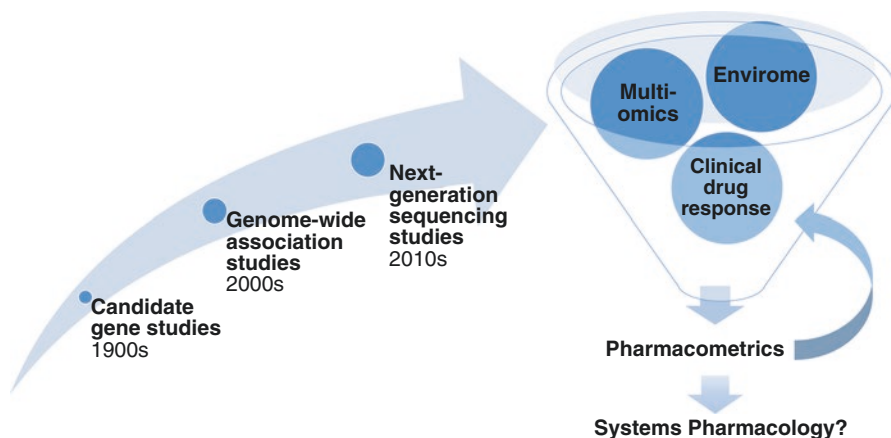 Candidate
gene studies
1900s
Genome-wide
association
studies
2000s
Next-
generation
sequencing
studies
2010s
Multi-
omics
Envirome
Clinical
drug
response
Pharmacometrics
Systems Pharmacology?